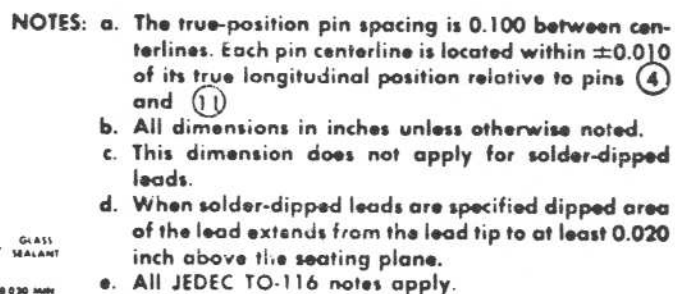 NOTES: a. The true-position pin spacing is 0.100 between cen-
terlines. Each pin centerline is located within ±0.010
of its true longitudinal position relative to pins ④
and ⑪
b. All dimensions in inches unless otherwise noted.
c. This dimension does not apply for solder-dipped
leads.
d. When solder-dipped leads are specified dipped area
of the lead extends from the lead tip to at least 0.020
inch above the seating plane.
GLASS
SEALANT
e. All JEDEC TO-116 notes apply.
0.030 MIN